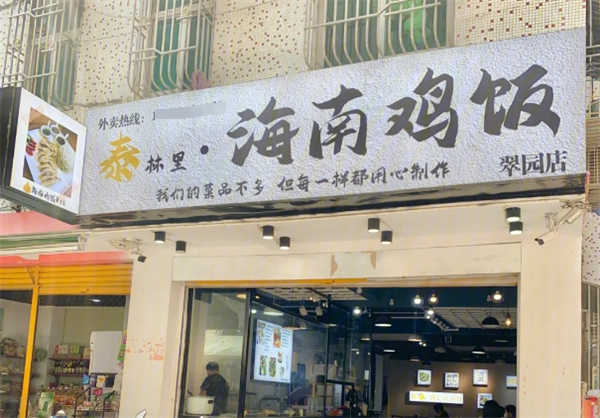 外卖热线：1
泰林里·海南鸡饭
我们的菜品不多 但每一样都用心制作
翠园店